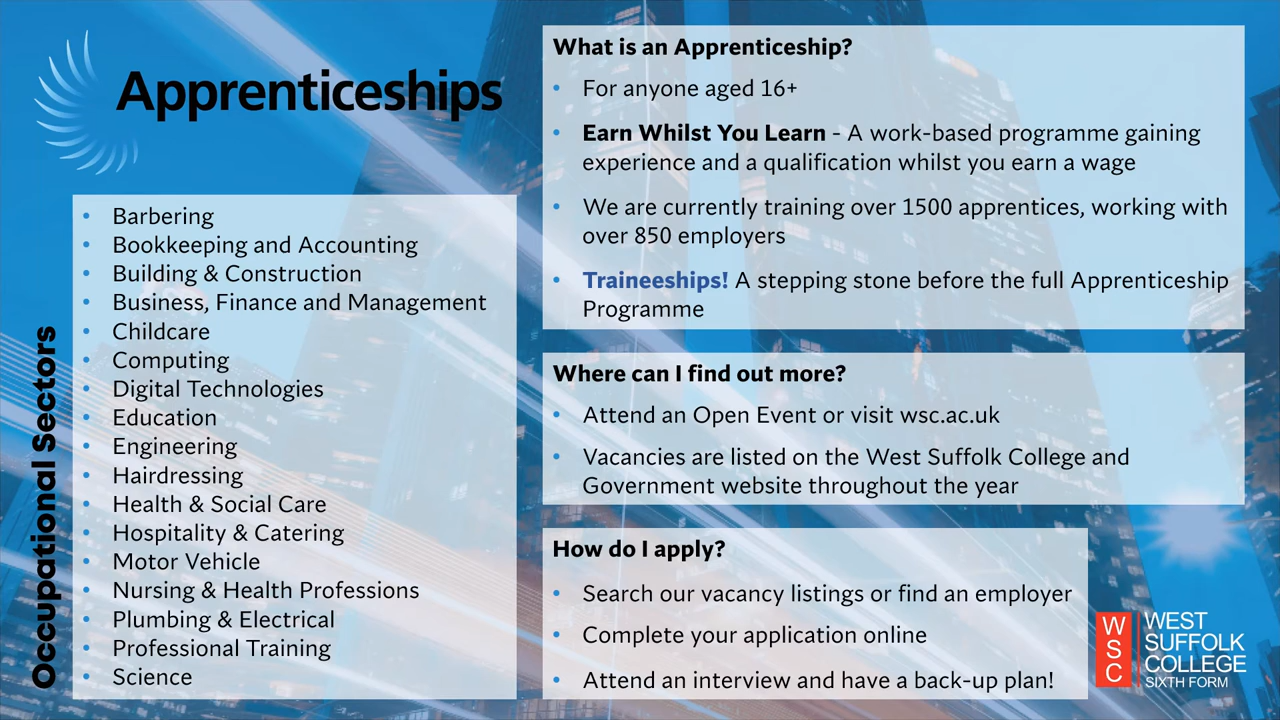 Apprenticeships
Occupational Sectors
• Barbering
• Bookkeeping and Accounting
• Building & Construction
• Business, Finance and Management
• Childcare
• Computing
• Digital Technologies
• Education
• Engineering
• Hairdressing
• Health & Social Care
• Hospitality & Catering
• Motor Vehicle
• Nursing & Health Professions
• Plumbing & Electrical
• Professional Training
• Science
What is an Apprenticeship?
• For anyone aged 16+
• Earn Whilst You Learn - A work-based programme gaining
experience and a qualification whilst you earn a wage
• We are currently training over 1500 apprentices, working with
over 850 employers
• Traineeships! A stepping stone before the full Apprenticeship
Programme
Where can I find out more?
• Attend an Open Event or visit wsc.ac.uk
• Vacancies are listed on the West Suffolk College and
Government website throughout the year
How do I apply?
• Search our vacancy listings or find an employer
• Complete your application online
• Attend an interview and have a back-up plan!
WSC
WEST
SUFFOLK
COLLEGE
SIXTH FORM